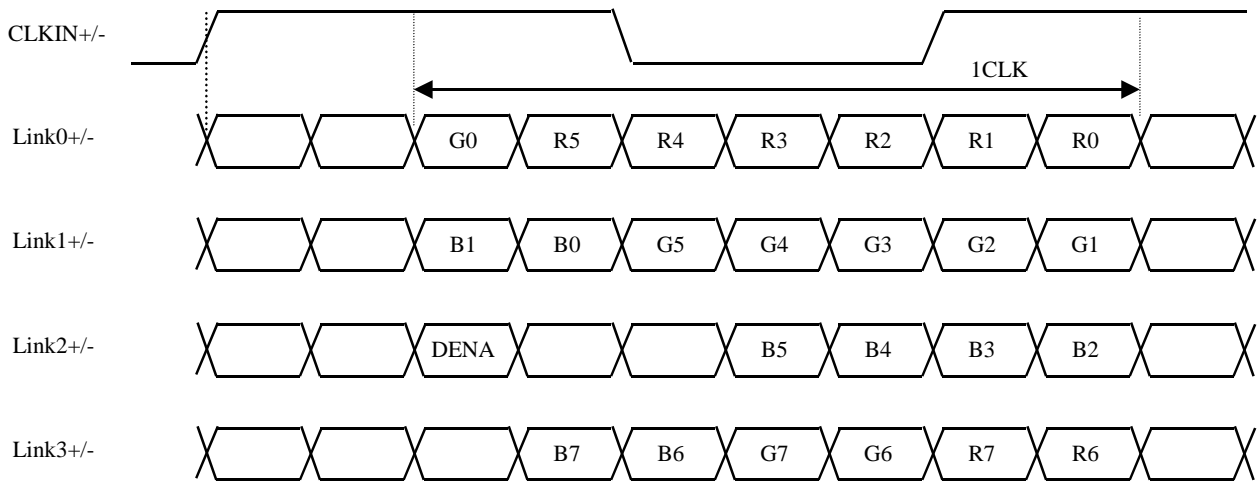 CLKIN+/-
1CLK
Link0+/- G0 R5 R4 R3 R2 R1 R0
Link1+/- B1 B0 G5 G4 G3 G2 G1
Link2+/- DENA B5 B4 B3 B2
Link3+/- B7 B6 G7 G6 R7 R6